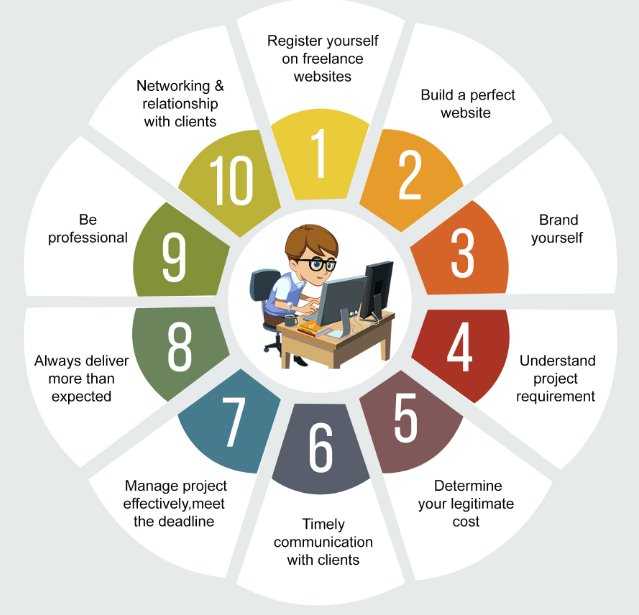 1
Register yourself
on freelance
websites
2
Build a perfect
website
3
Brand
yourself
4
Understand
project
requirement
5
Determine
your legitimate
cost
6
Timely
communication
with clients
7
Manage project
effectively,meet
the deadline
8
Always deliver
more than
expected
9
Be
professional
10
Networking &
relationship
with clients